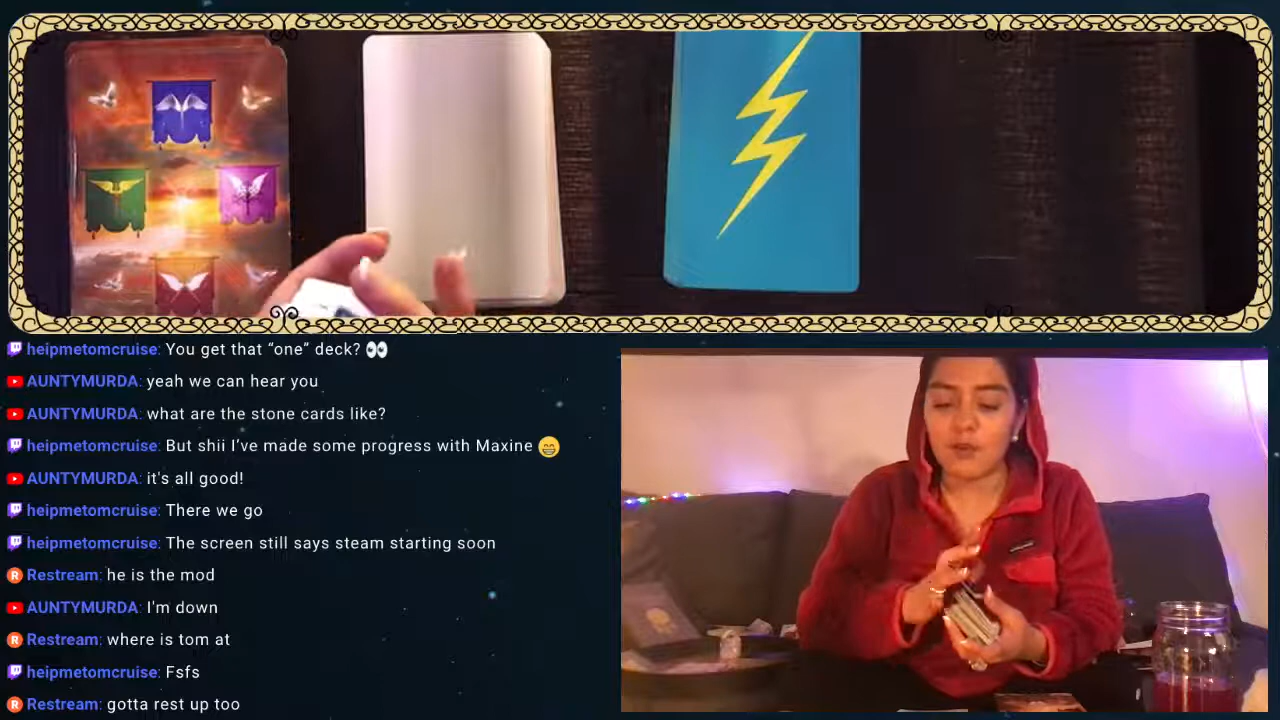 heipmetomcruise: You get that “one” deck? 👀
AUNTYMURDA: yeah we can hear you
AUNTYMURDA: what are the stone cards like?
heipmetomcruise: But shii I’ve made some progress with Maxine 😁
AUNTYMURDA: it's all good!
heipmetomcruise: There we go
heipmetomcruise: The screen still says steam starting soon
R Restream: he is the mod
AUNTYMURDA: I'm down
R Restream: where is tom at
heipmetomcruise: Fsfs
R Restream: gotta rest up too